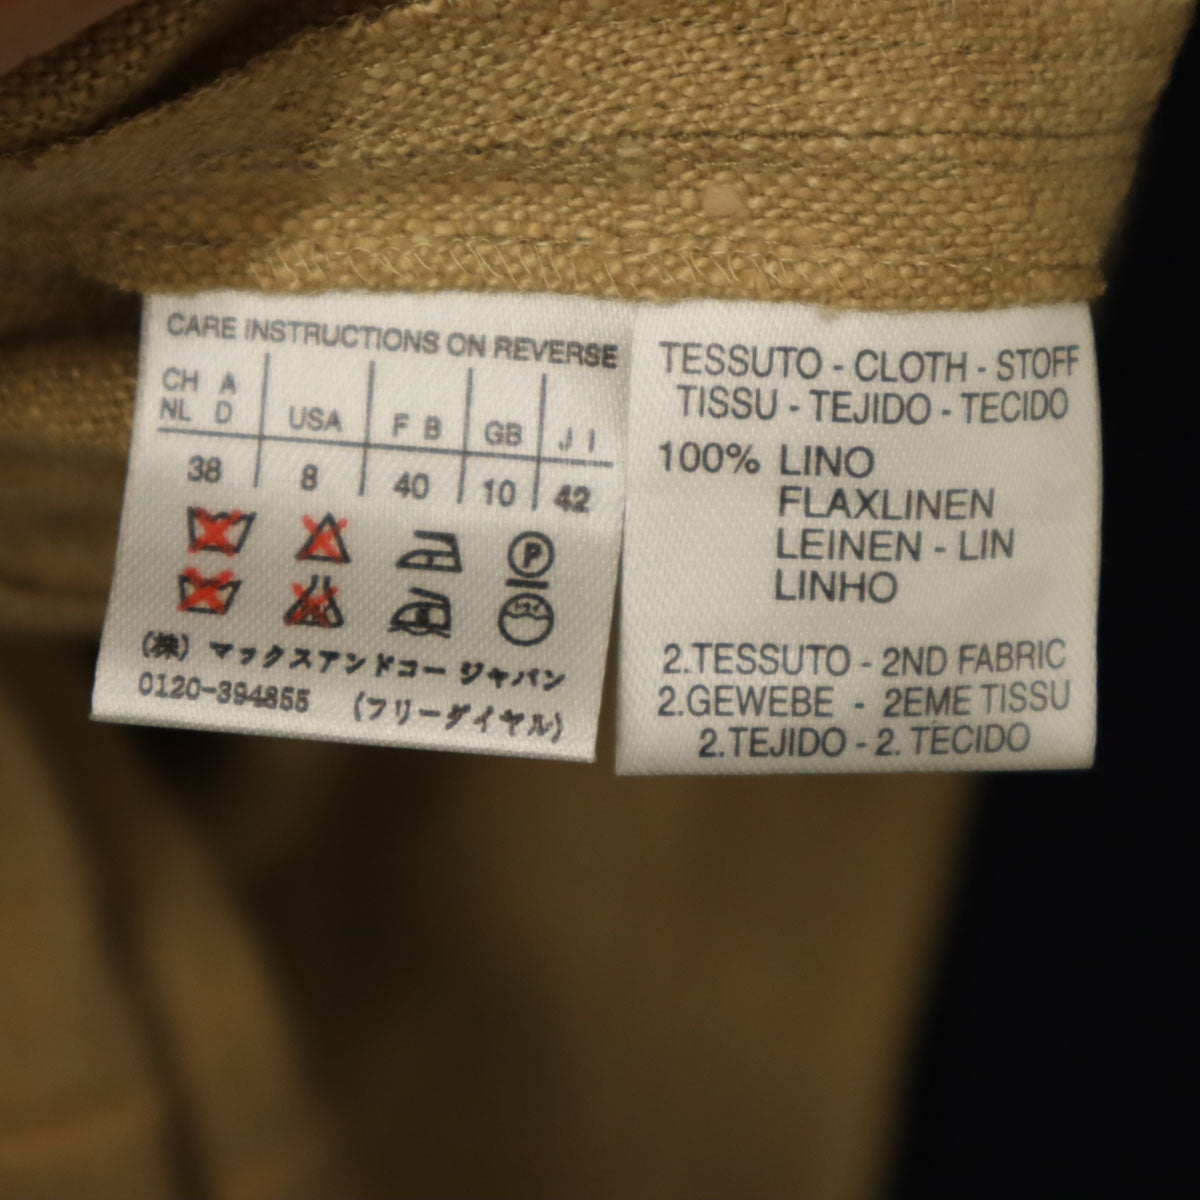 CARE INSTRUCTIONS ON REVERSE
CH A USA F B GB J I
NL D
38 8 40 10 42
P
ドライ
(株) マックスアンドコー ジャパン
0120-394855 (フリーダイヤル)
TESSUTO - CLOTH - STOFF
TISSU - TEJIDO - TECIDO
100% LINO
FLAXLINEN
LEINEN - LIN
LINHO
2.TESSUTO - 2ND FABRIC
2.GEWEBE - 2EME TISSU
2.TEJIDO - 2. TECIDO